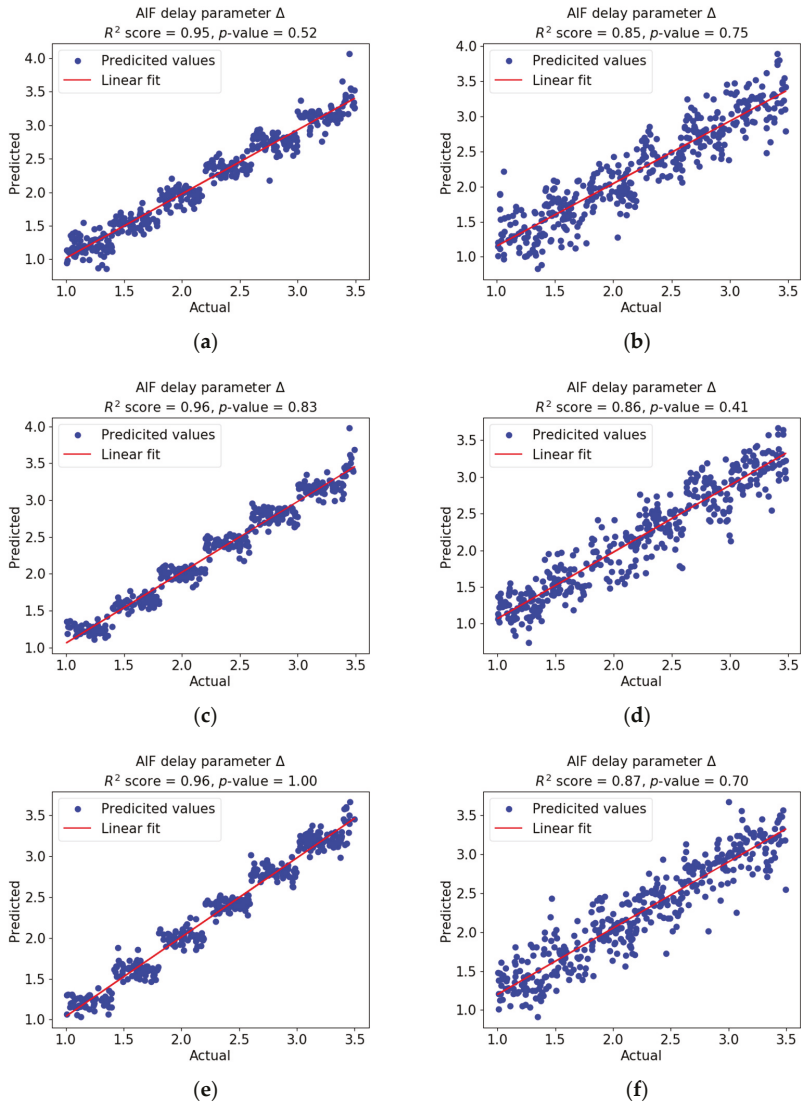 AIF delay parameter Δ
R² score = 0.95, p-value = 0.52
Predicited values
Linear fit
4.0
3.5
3.0
2.5
2.0
1.5
1.0
Predicted
1.0 1.5 2.0 2.5 3.0 3.5
Actual
(a)
AIF delay parameter Δ
R² score = 0.85, p-value = 0.75
Predicited values
Linear fit
4.0
3.5
3.0
2.5
2.0
1.5
1.0
Predicted
1.0 1.5 2.0 2.5 3.0 3.5
Actual
(b)
AIF delay parameter Δ
R² score = 0.96, p-value = 0.83
Predicited values
Linear fit
4.0
3.5
3.0
2.5
2.0
1.5
1.0
Predicted
1.0 1.5 2.0 2.5 3.0 3.5
Actual
(c)
AIF delay parameter Δ
R² score = 0.86, p-value = 0.41
Predicited values
Linear fit
3.5
3.0
2.5
2.0
1.5
1.0
Predicted
1.0 1.5 2.0 2.5 3.0 3.5
Actual
(d)
AIF delay parameter Δ
R² score = 0.96, p-value = 1.00
Predicited values
Linear fit
3.5
3.0
2.5
2.0
1.5
1.0
Predicted
1.0 1.5 2.0 2.5 3.0 3.5
Actual
(e)
AIF delay parameter Δ
R² score = 0.87, p-value = 0.70
Predicited values
Linear fit
3.5
3.0
2.5
2.0
1.5
1.0
Predicted
1.0 1.5 2.0 2.5 3.0 3.5
Actual
(f)